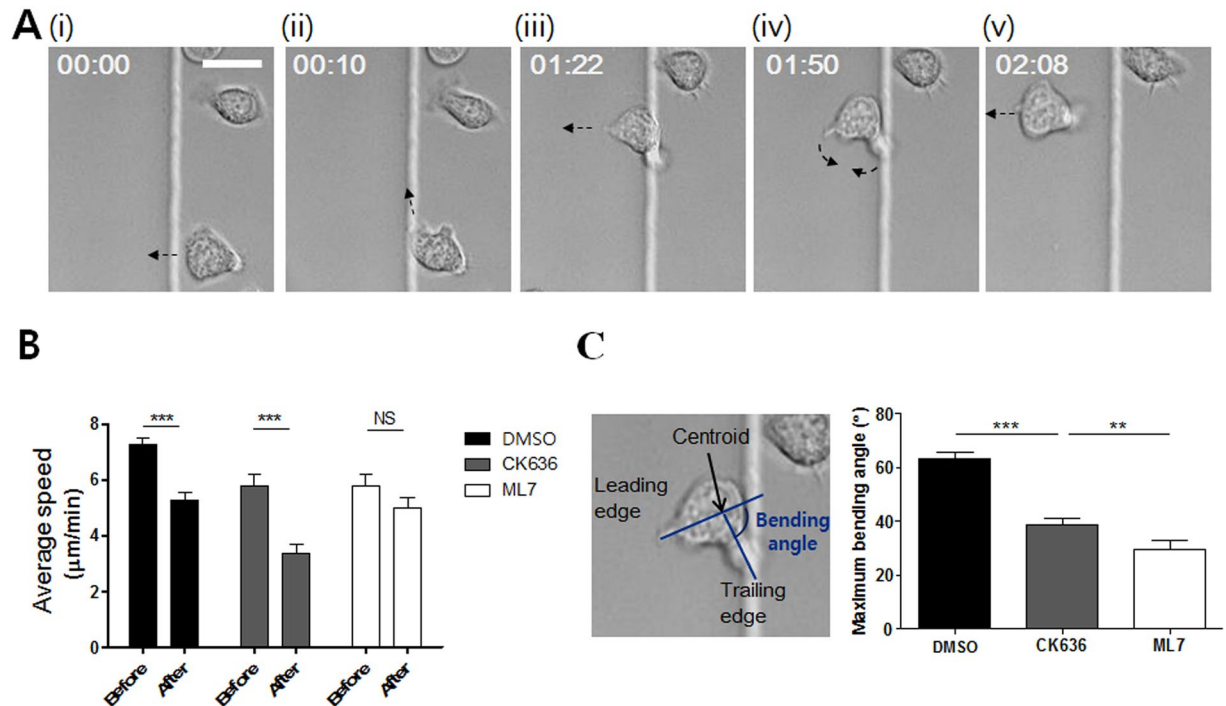 A
(i)
(ii)
(iii)
(iv)
(v)
00:00
00:10
01:22
01:50
02:08
B
Average speed
(μm/min)
8
6
4
2
0
***
***
NS
Before
After
Before
After
Before
After
DMSO
CK636
ML7
C
Centroid
Leading
edge
Bending
angle
Trailing
edge
Maximum bending angle (°)
80
60
40
20
0
***
**
DMSO
CK636
ML7